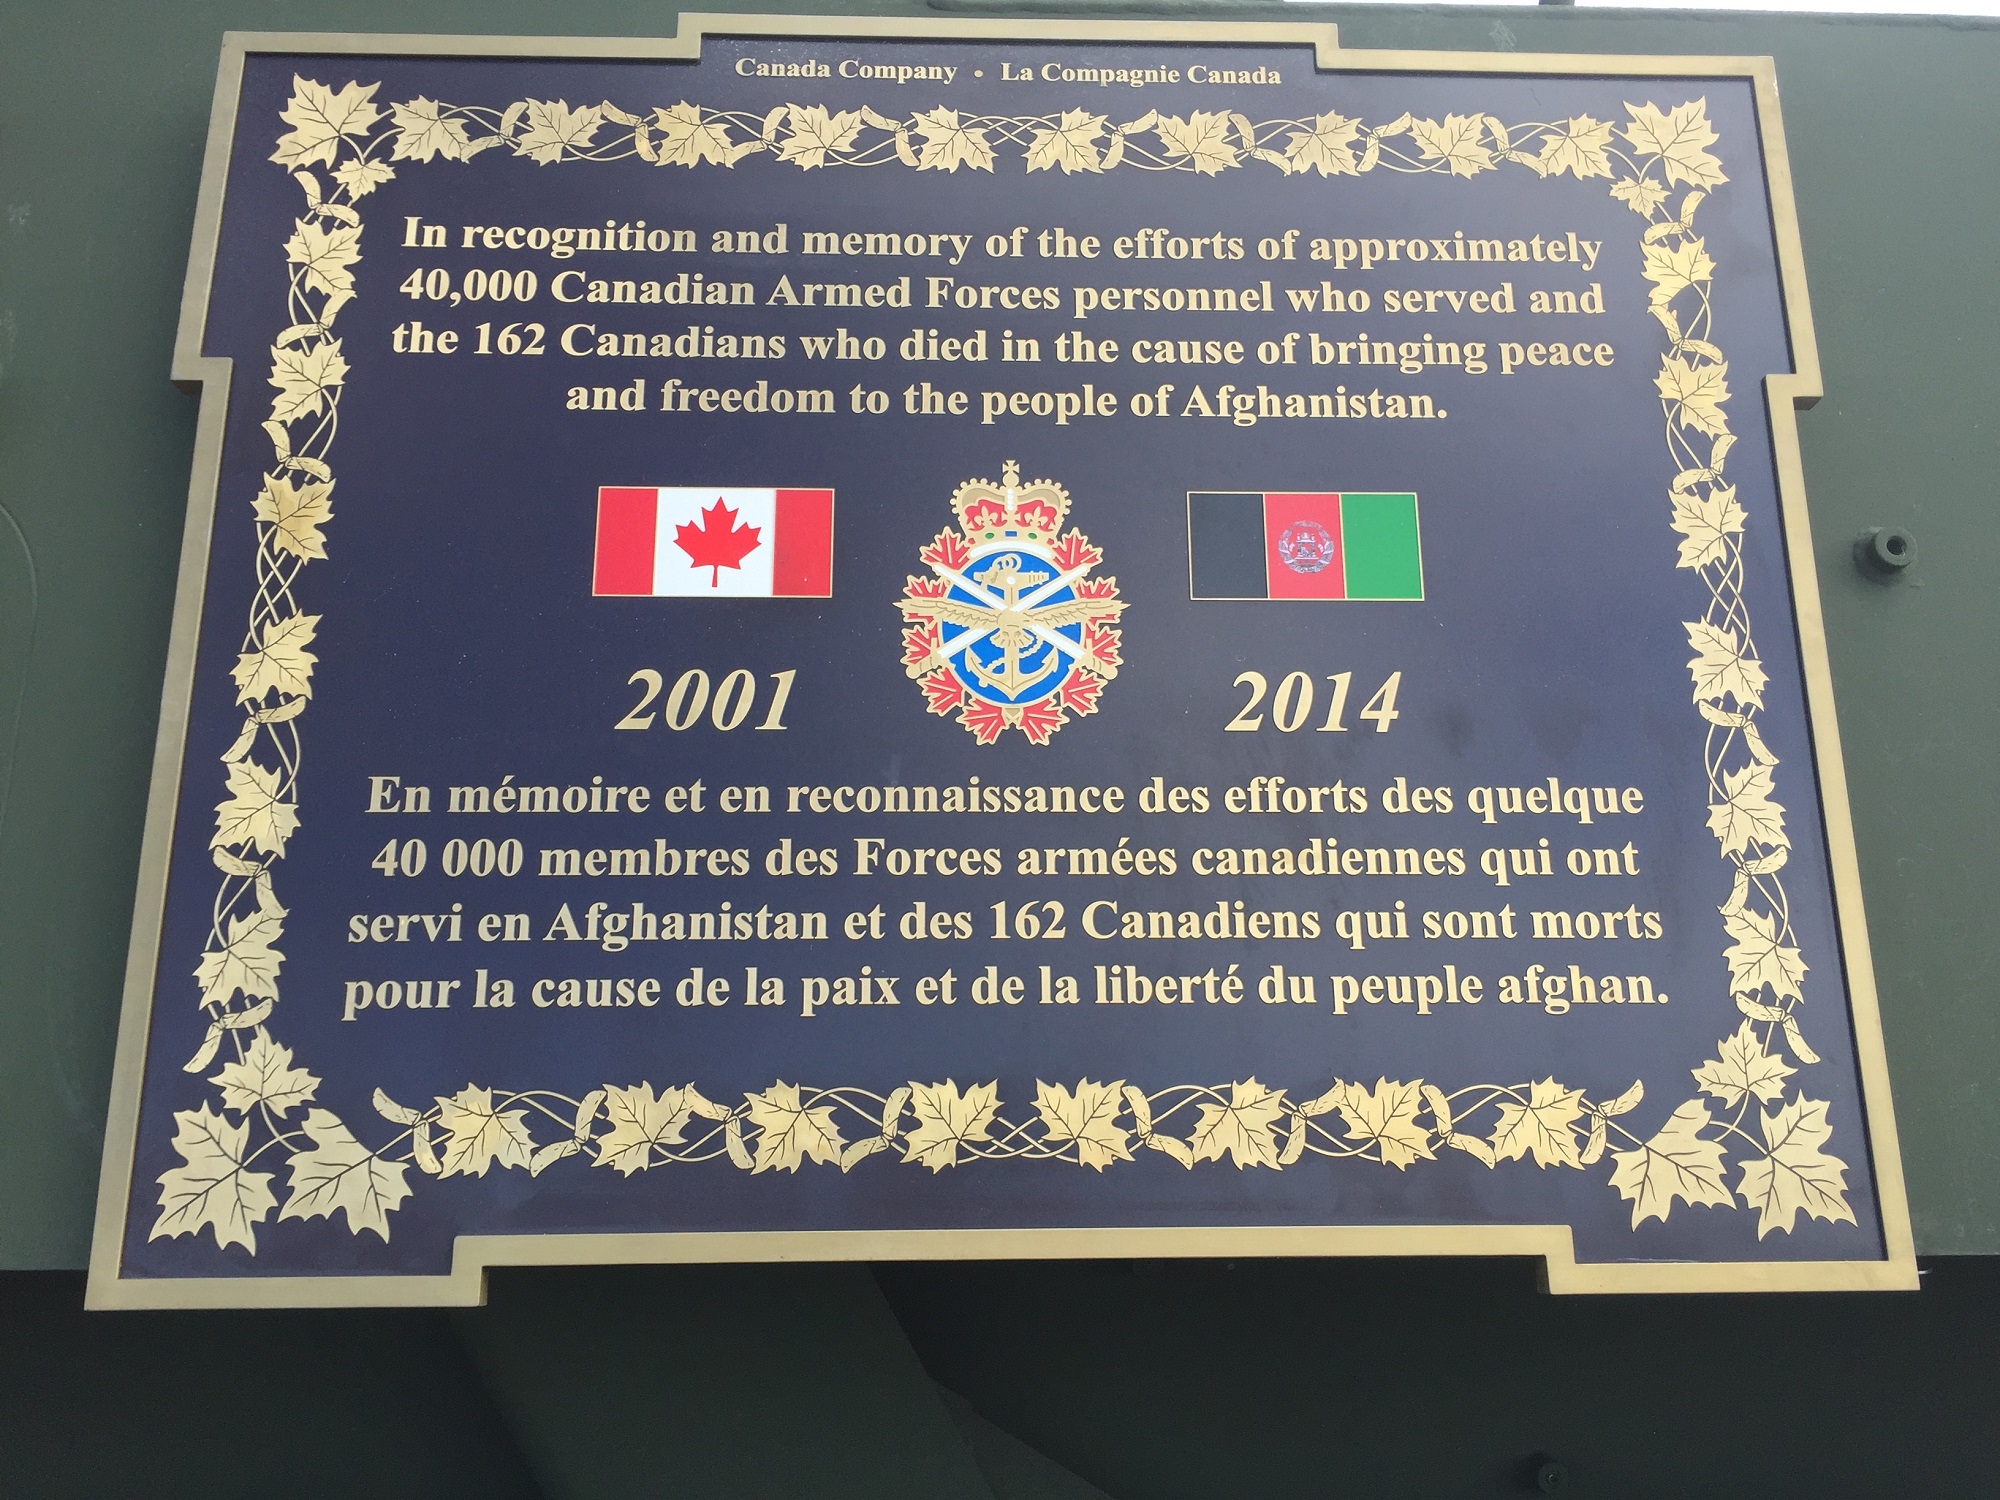 Canada Company • La Compagnie Canada
In recognition and memory of the efforts of approximately
40,000 Canadian Armed Forces personnel who served and
the 162 Canadians who died in the cause of bringing peace
and freedom to the people of Afghanistan.
2001 2014
En mémoire et en reconnaissance des efforts des quelque
40 000 membres des Forces armées canadiennes qui ont
servi en Afghanistan et des 162 Canadiens qui sont morts
pour la cause de la paix et de la liberté du peuple afghan.